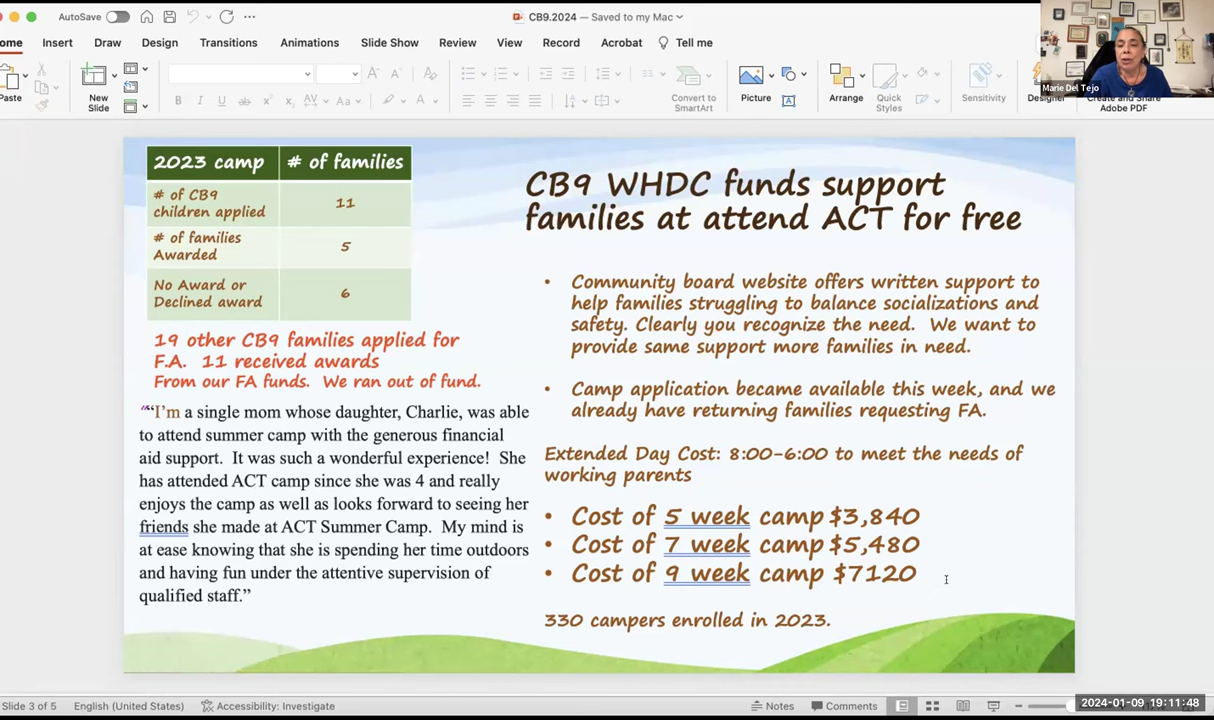 AutoSave
CB9.2024 — Saved to my Mac
ome
Insert
Draw
Design
Transitions
Animations
Slide Show
Review
View
Record
Acrobat
Tell me
Paste
New
Slide
Convert to
SmartArt
Picture
Arrange
Quick
Styles
Sensitivity
Create and Share
Adobe PDF
Marie Del Tejo
2023 camp # of families
# of CB9
children applied
11
# of families
Awarded
5
No Award or
Declined award
6
19 other CB9 families applied for
F.A. 11 received awards
From our FA funds. We ran out of fund.
““I’m a single mom whose daughter, Charlie, was able
to attend summer camp with the generous financial
aid support. It was such a wonderful experience! She
has attended ACT camp since she was 4 and really
enjoys the camp as well as looks forward to seeing her
friends she made at ACT Summer Camp. My mind is
at ease knowing that she is spending her time outdoors
and having fun under the attentive supervision of
qualified staff.”
CB9 WHDC funds support
families at attend ACT for free
• Community board website offers written support to
help families struggling to balance socializations and
safety. Clearly you recognize the need. We want to
provide same support more families in need.
• Camp application became available this week, and we
already have returning families requesting FA.
Extended Day Cost: 8:00-6:00 to meet the needs of
working parents
• Cost of 5 week camp $3,840
• Cost of 7 week camp $5,480
• Cost of 9 week camp $7120
330 campers enrolled in 2023.
Slide 3 of 5
English (United States)
Accessibility: Investigate
Notes
Comments
2024-01-09 19:11:48